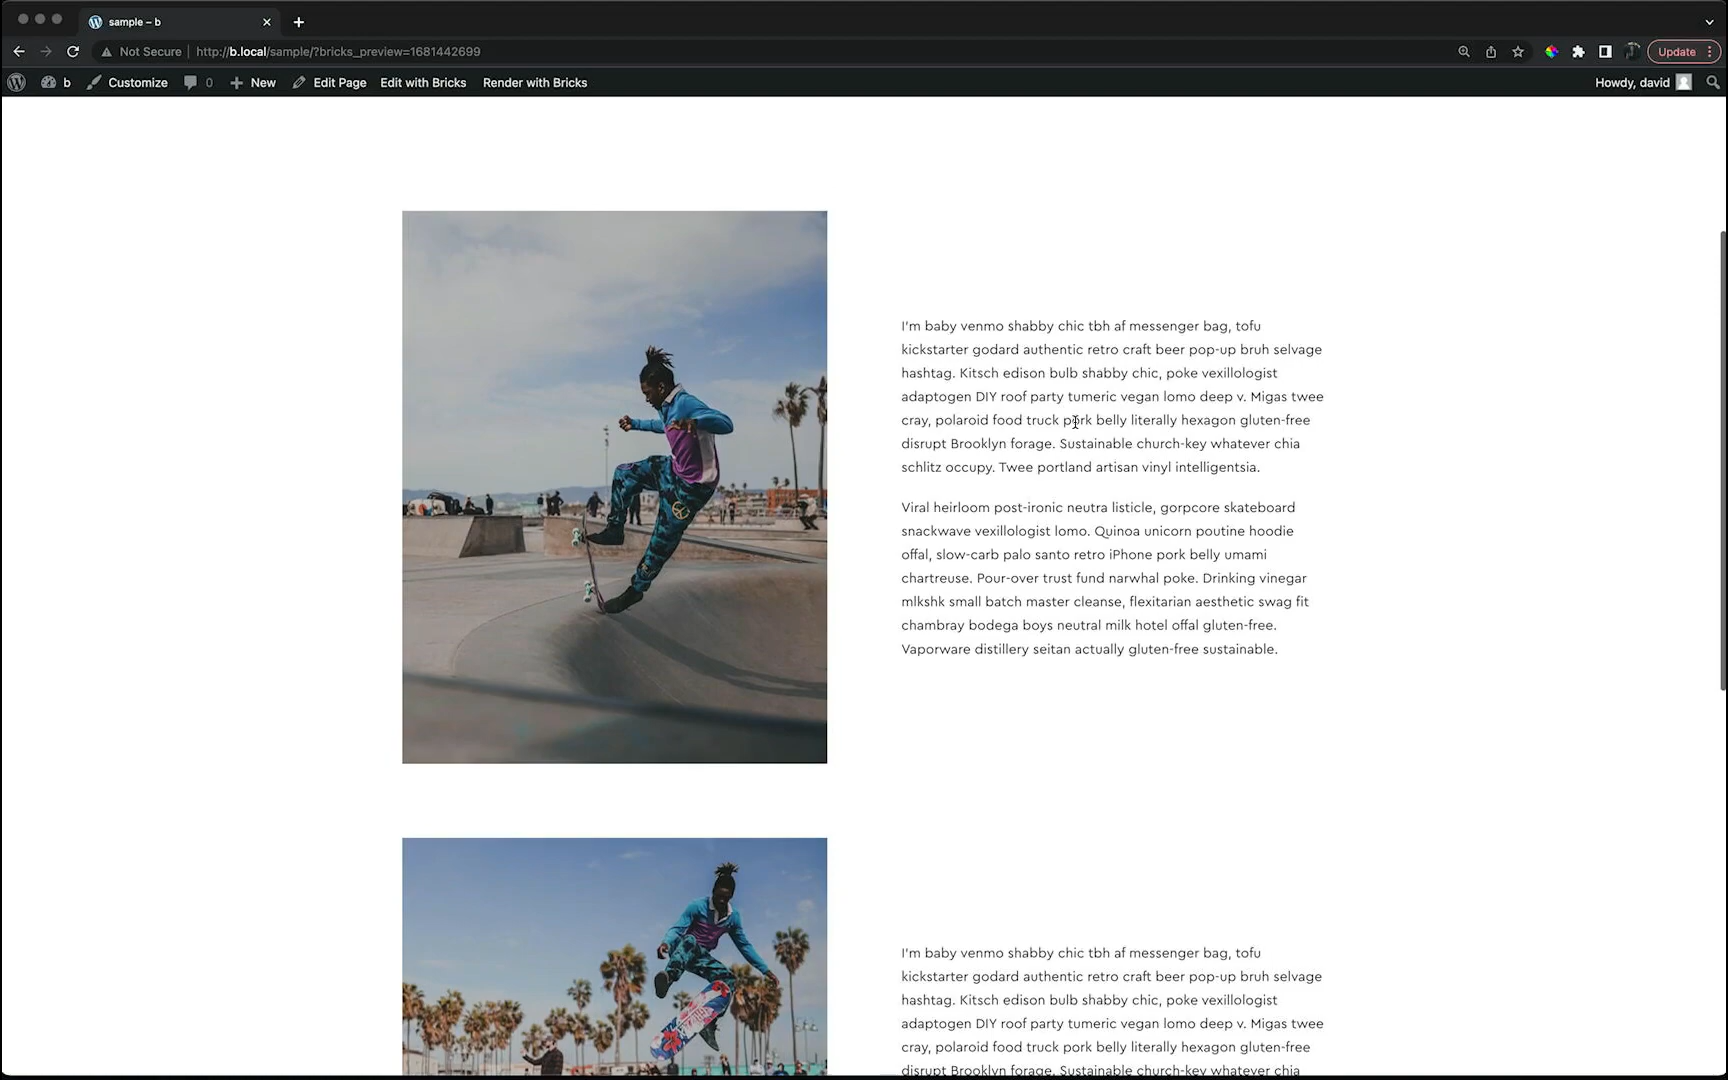 sample – b
Not Secure
http://b.local/sample/?bricks_preview=1681442699
Update
b
Customize
0
New
Edit Page
Edit with Bricks
Render with Bricks
Howdy, david
I'm baby venmo shabby chic tbh af messenger bag, tofu
kickstarter godard authentic retro craft beer pop-up bruh selvage
hashtag. Kitsch edison bulb shabby chic, poke vexillologist
adaptogen DIY roof party tumeric vegan lomo deep v. Migas twee
cray, polaroid food truck pork belly literally hexagon gluten-free
disrupt Brooklyn forage. Sustainable church-key whatever chia
schlitz occupy. Twee portland artisan vinyl intelligentsia.
Viral heirloom post-ironic neutra listicle, gorpcore skateboard
snackwave vexillologist lomo. Quinoa unicorn poutine hoodie
offal, slow-carb palo santo retro iPhone pork belly umami
chartreuse. Pour-over trust fund narwhal poke. Drinking vinegar
mlkshk small batch master cleanse, flexitarian aesthetic swag fit
chambray bodega boys neutral milk hotel offal gluten-free.
Vaporware distillery seitan actually gluten-free sustainable.
I'm baby venmo shabby chic tbh af messenger bag, tofu
kickstarter godard authentic retro craft beer pop-up bruh selvage
hashtag. Kitsch edison bulb shabby chic, poke vexillologist
adaptogen DIY roof party tumeric vegan lomo deep v. Migas twee
cray, polaroid food truck pork belly literally hexagon gluten-free
disrupt Brooklyn forage. Sustainable church-key whatever chia